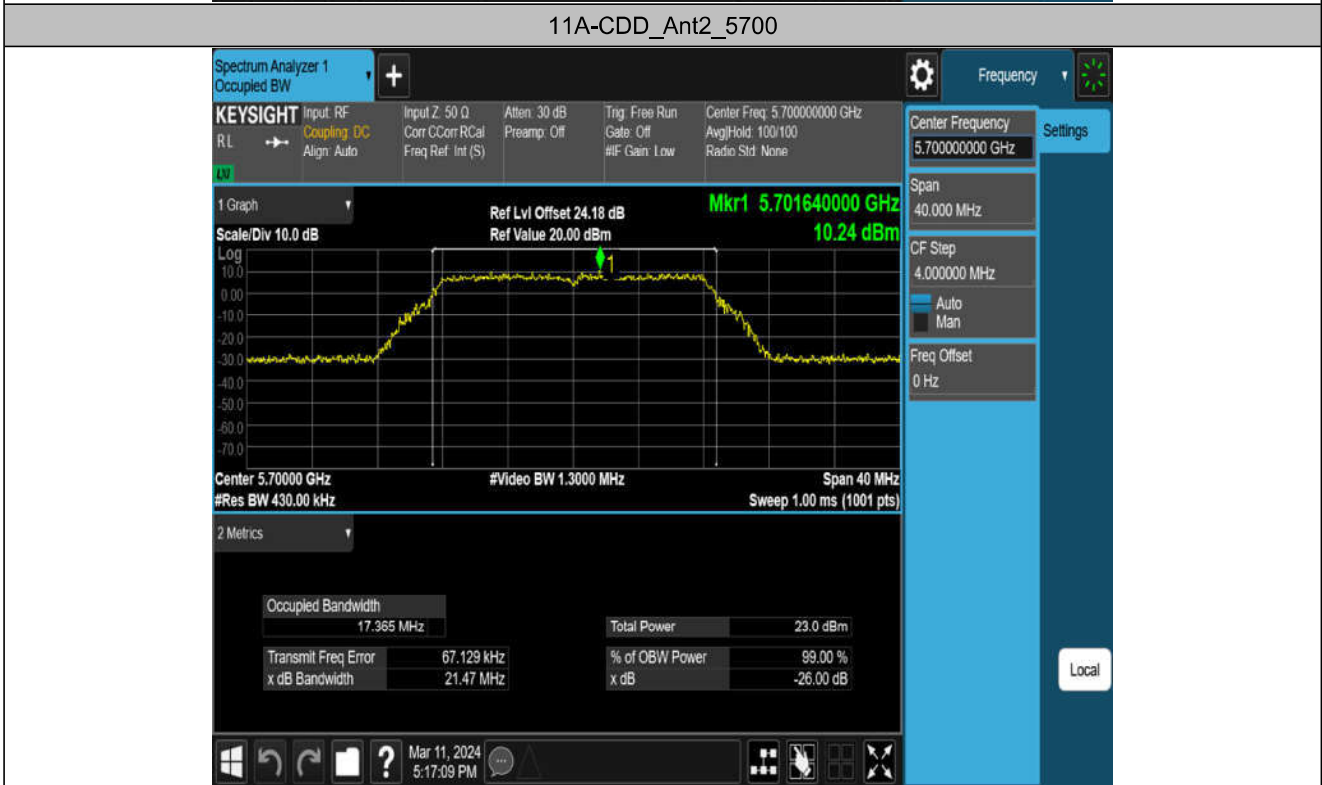 11A-CDD_Ant2_5700
Spectrum Analyzer 1
Occupied BW
+
Frequency
KEYSIGHT
RL
Input: RF
Coupling: DC
Align: Auto
Input Z: 50 Ω
Corr CCorr RCal
Freq Ref: Int (S)
Atten: 30 dB
Preamp: Off
Trig: Free Run
Gate: Off
#IF Gain: Low
Center Freq: 5.700000000 GHz
Avg|Hold: 100/100
Radio Std: None
Center Frequency
5.700000000 GHz
Settings
Span
40.000 MHz
CF Step
4.000000 MHz
Auto
Man
Freq Offset
0 Hz
1 Graph
Scale/Div 10.0 dB
Ref Lvl Offset 24.18 dB
Ref Value 20.00 dBm
Mkr1 5.701640000 GHz
10.24 dBm
Log
10.0
0.00
-10.0
-20.0
-30.0
-40.0
-50.0
-60.0
-70.0
1
Center 5.70000 GHz
#Video BW 1.3000 MHz
Span 40 MHz
#Res BW 430.00 kHz
Sweep 1.00 ms (1001 pts)
2 Metrics
Occupied Bandwidth
17.365 MHz
Total Power 23.0 dBm
Transmit Freq Error 67.129 kHz
% of OBW Power 99.00 %
x dB Bandwidth 21.47 MHz
x dB -26.00 dB
Local
?
Mar 11, 2024
5:17:09 PM